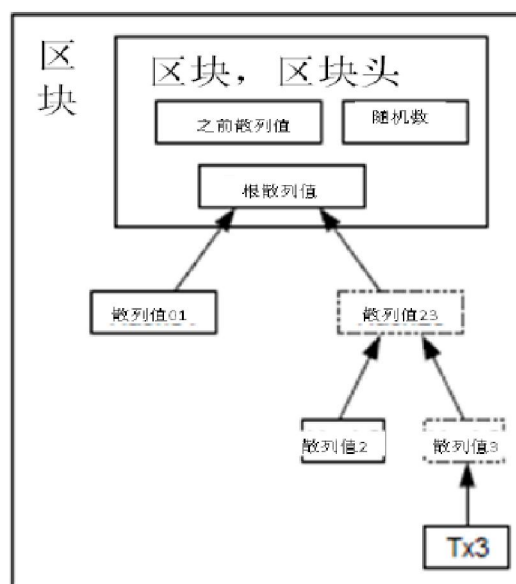 区块
区块，区块头
之前散列值
随机数
根散列值
散列值01
散列值23
散列值2
散列值3
Tx3